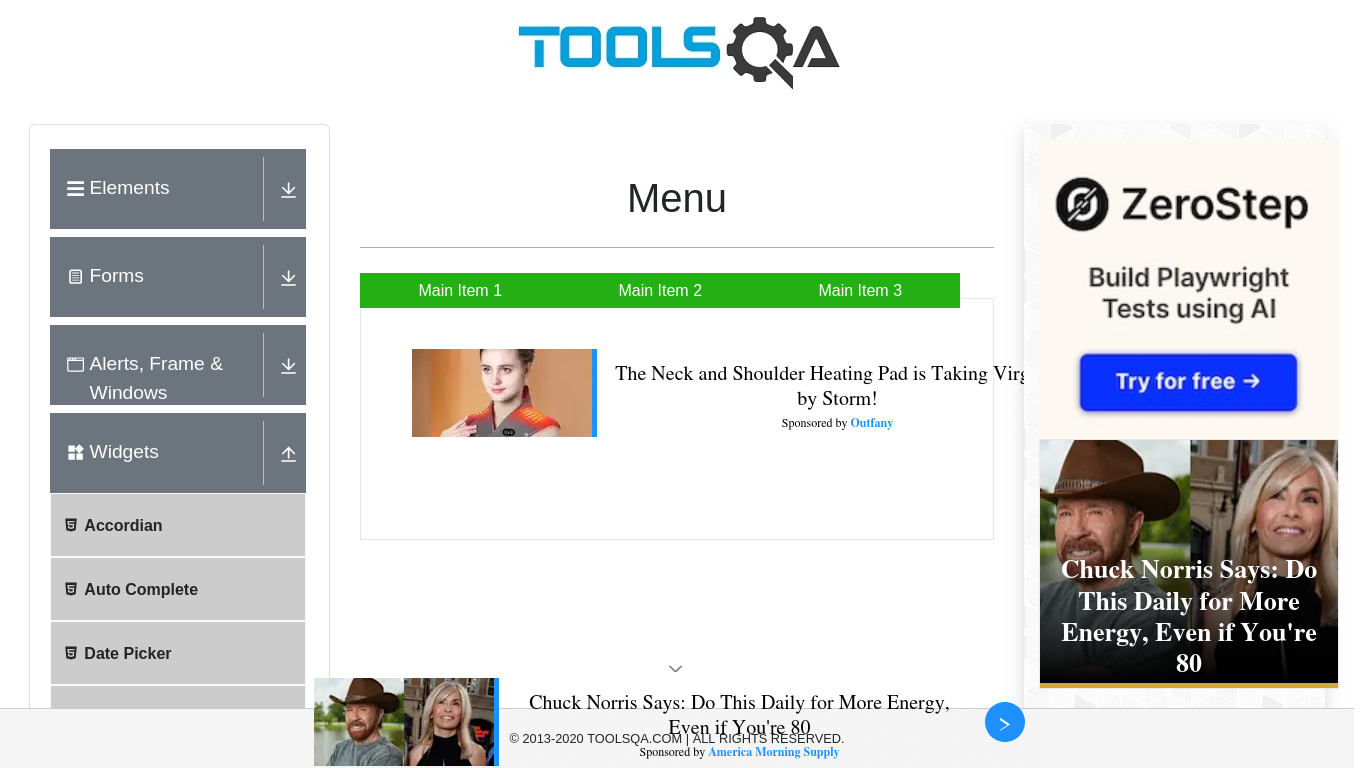 TOOLSQA
Elements
Forms
Alerts, Frame &
Windows
Widgets
Accordian
Auto Complete
Date Picker
Menu
Main Item 1
Main Item 2
Main Item 3
The Neck and Shoulder Heating Pad is Taking Virg
by Storm!
Sponsored by Outfany
ZeroStep
Build Playwright
Tests using AI
Try for free →
Chuck Norris Says: Do
This Daily for More
Energy, Even if You're
80
Chuck Norris Says: Do This Daily for More Energy,
Even if You're 80
© 2013-2020 TOOLSQA.COM | ALL RIGHTS RESERVED.
Sponsored by America Morning Supply